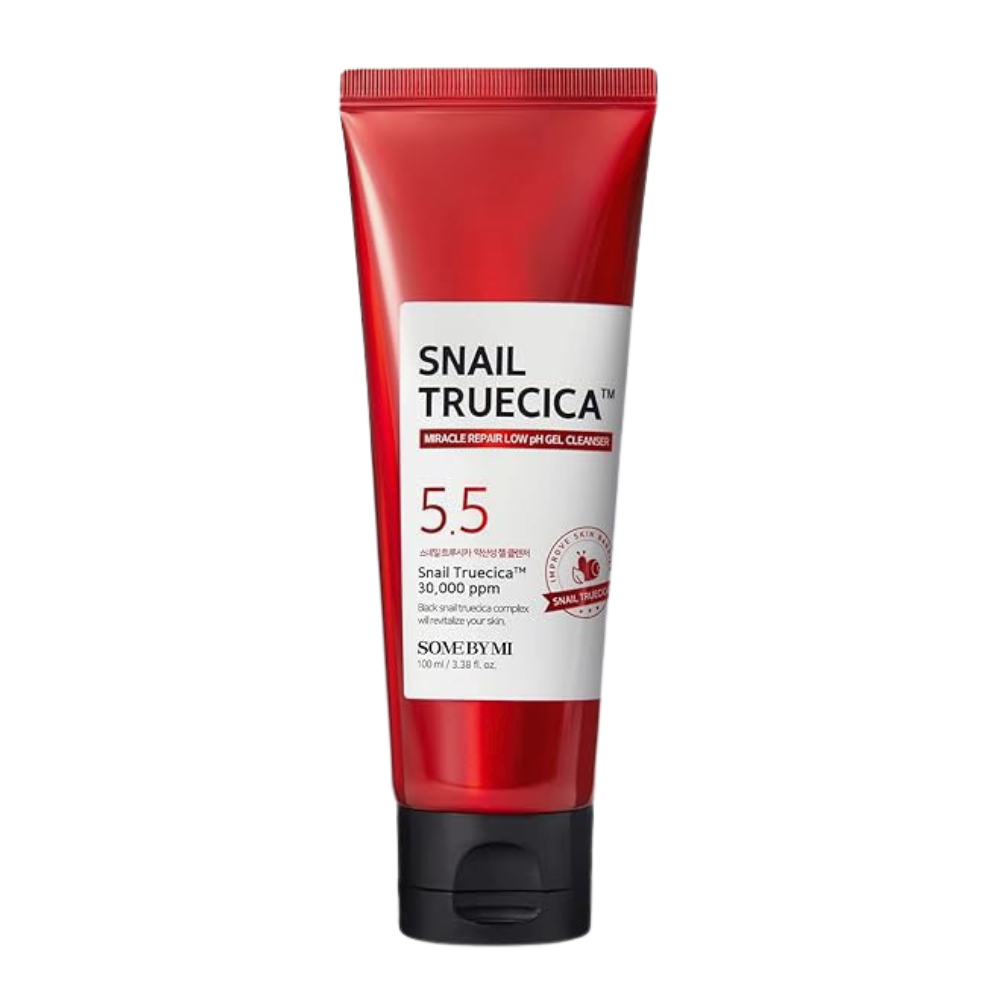 SNAIL
TRUECICA™
MIRACLE REPAIR LOW pH GEL CLEANSER
5.5
스네일 트루시카 약산성 젤 클렌저
Snail Truecica™
30,000 ppm
Black snail truecica complex
will revitalize your skin.
SOME BY MI
100 ml / 3.38 fl. oz.
IMPROVE SKIN
SNAIL TRUECICA